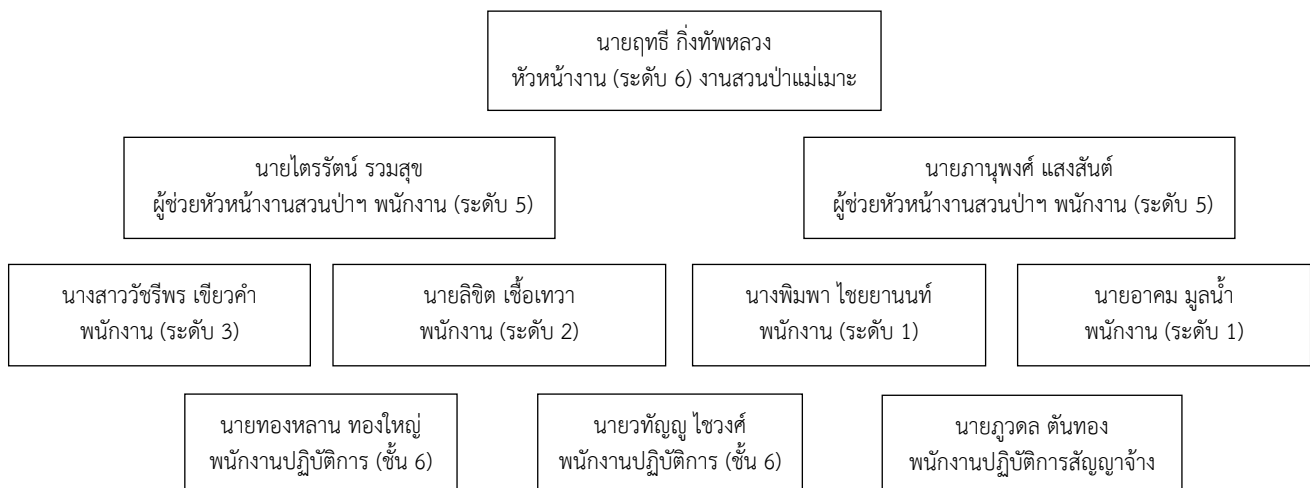 นายฤทธี กิ่งทัพหลวง
หัวหน้างาน (ระดับ 6) งานสวนป่าแม่เมาะ
นายไตรรัตน์ รวมสุข
ผู้ช่วยหัวหน้างานสวนป่าฯ พนักงาน (ระดับ 5)
นายภานุพงศ์ แสงสันต์
ผู้ช่วยหัวหน้างานสวนป่าฯ พนักงาน (ระดับ 5)
นางสาววัชรีพร เขียวคำ
พนักงาน (ระดับ 3)
นายลิขิต เชื้อเทวา
พนักงาน (ระดับ 2)
นางพิมพา ไชยยานนท์
พนักงาน (ระดับ 1)
นายอาคม มูลน้ำ
พนักงาน (ระดับ 1)
นายทองหลาน ทองใหญ่
พนักงานปฏิบัติการ (ชั้น 6)
นายวทัญญู ไชวงศ์
พนักงานปฏิบัติการ (ชั้น 6)
นายภูวดล ตันทอง
พนักงานปฏิบัติการสัญญาจ้าง